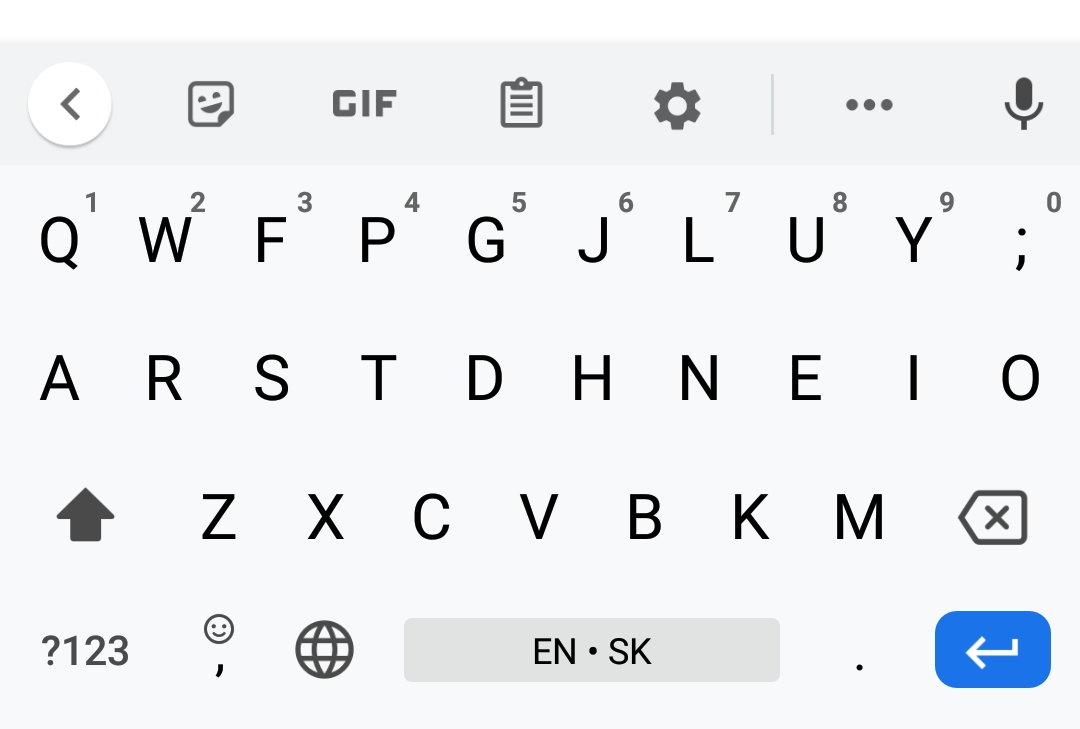 GIF
1 2 3 4 5 6 7 8 9 0
Q W F P G J L U Y ;
A R S T D H N E I O
Z X C V B K M
?123 , EN • SK .